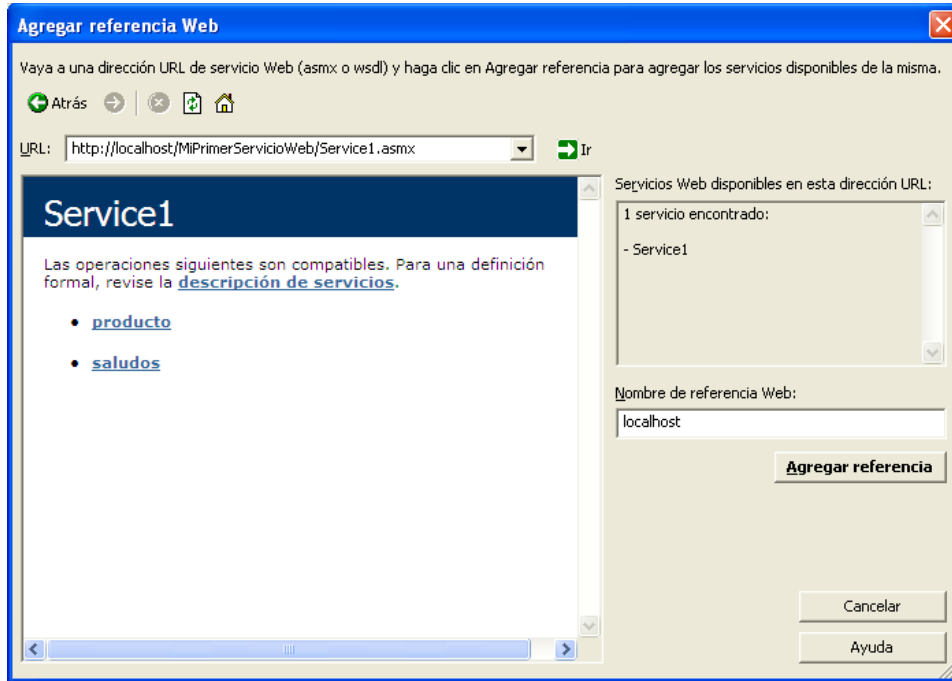 Agregar referencia Web
Vaya a una dirección URL de servicio Web (asmx o wsdl) y haga clic en Agregar referencia para agregar los servicios disponibles de la misma.
Atrás
URL: http://localhost/MiPrimerServicioWeb/Service1.asmx Ir
Service1
Las operaciones siguientes son compatibles. Para una definición
formal, revise la descripción de servicios.
• producto
• saludos
Servicios Web disponibles en esta dirección URL:
1 servicio encontrado:
- Service1
Nombre de referencia Web:
localhost
Agregar referencia
Cancelar
Ayuda